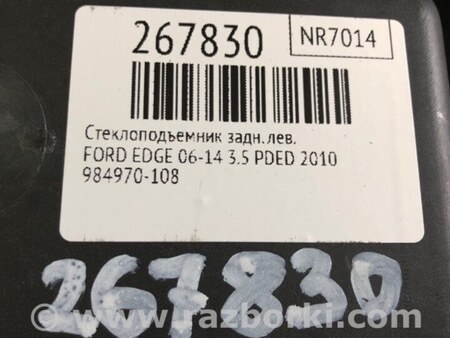 267830
NR7014
Стеклоподъемник задн.лев.
FORD EDGE 06-14 3.5 PDED 2010
984970-108
267830
© www.razborki.com